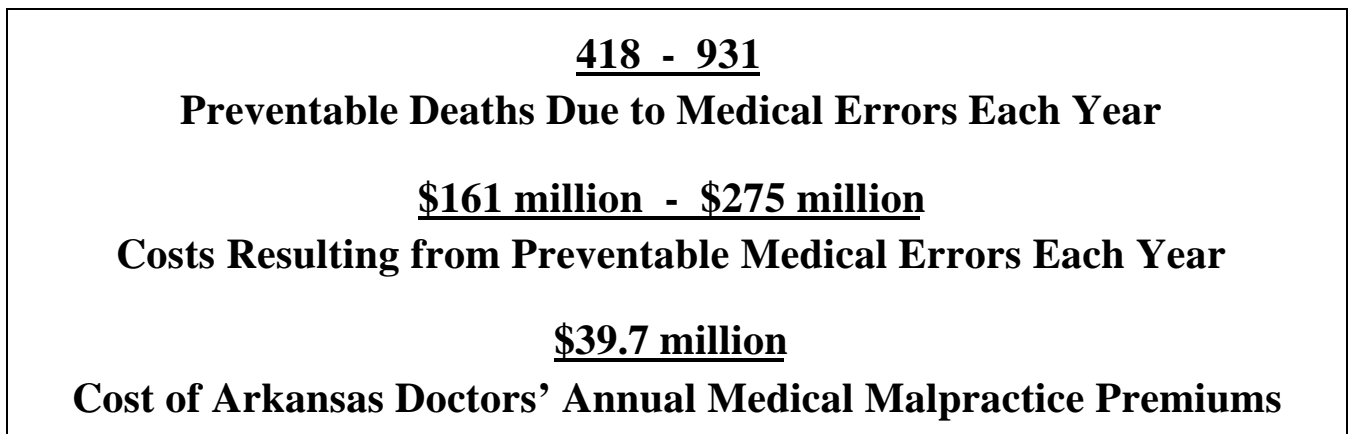 418 - 931
Preventable Deaths Due to Medical Errors Each Year
$161 million - $275 million
Costs Resulting from Preventable Medical Errors Each Year
$39.7 million
Cost of Arkansas Doctors’ Annual Medical Malpractice Premiums